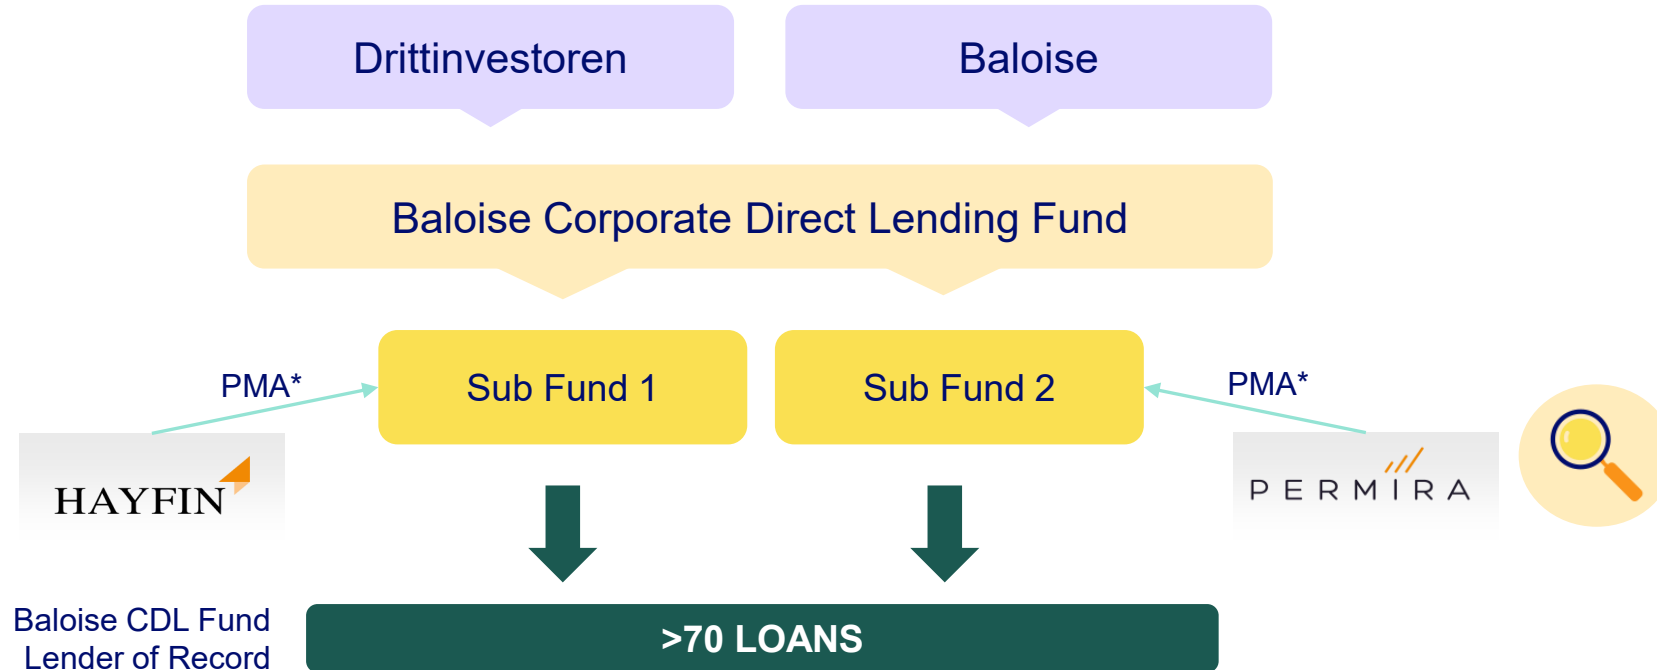 Drittinvestoren
Baloise
Baloise Corporate Direct Lending Fund
PMA*
Sub Fund 1
Sub Fund 2
PMA*
HAYFIN
PERMIRA
Baloise CDL Fund
Lender of Record
>70 LOANS